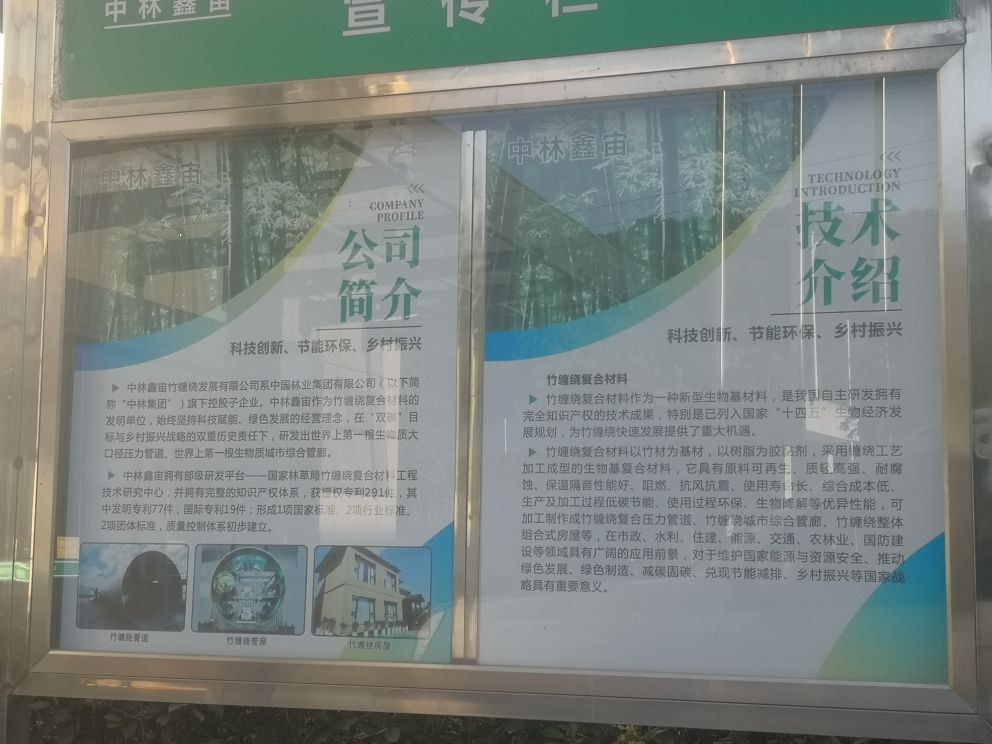 中林鑫宙
宣传栏
中林鑫宙
COMPANY
PROFILE
公司
简介
科技创新、节能环保、乡村振兴
▶ 中林鑫宙竹缠绕发展有限公司系中国林业集团有限公司（以下简
称“中林集团”）旗下控股子企业。中林鑫宙作为竹缠绕复合材料的
发明单位，始终坚持科技赋能、绿色发展的经营理念，在“双碳”目
标与乡村振兴战略的双重历史责任下，研发出世界上第一根生物质大
口径压力管道、世界上第一根生物质城市综合管廊。
▶ 中林鑫宙拥有部级研发平台——国家林草局竹缠绕复合材料工程
技术研究中心，并拥有完整的知识产权体系，获授权专利291件，其
中发明专利77件，国际专利19件；形成1项国家标准、2项行业标准、
2项团体标准，质量控制体系初步建立。
竹缠绕管道
竹缠绕管廊
竹缠绕房屋
中林鑫宙
TECHNOLOGY
INTRODUCTION
技术
介绍
科技创新、节能环保、乡村振兴
竹缠绕复合材料
▶ 竹缠绕复合材料作为一种新型生物基材料，是我国自主研发拥有
完全知识产权的技术成果，特别是已列入国家“十四五”生物经济发
展规划，为竹缠绕快速发展提供了重大机遇。
▶ 竹缠绕复合材料以竹材为基材，以树脂为胶黏剂，采用缠绕工艺
加工成型的生物基复合材料，它具有原料可再生、质轻高强、耐腐
蚀、保温隔音性能好、阻燃、抗风抗震、使用寿命长、综合成本低、
生产及加工过程低碳节能、使用过程环保、生物降解等优异性能，可
加工制作成竹缠绕复合压力管道、竹缠绕城市综合管廊、竹缠绕整体
组合式房屋等，在市政、水利、住建、能源、交通、农林业、国防建
设等领域具有广阔的应用前景，对于维护国家能源与资源安全、推动
绿色发展、绿色制造、减碳固碳、兑现节能减排、乡村振兴等国家战
略具有重要意义。